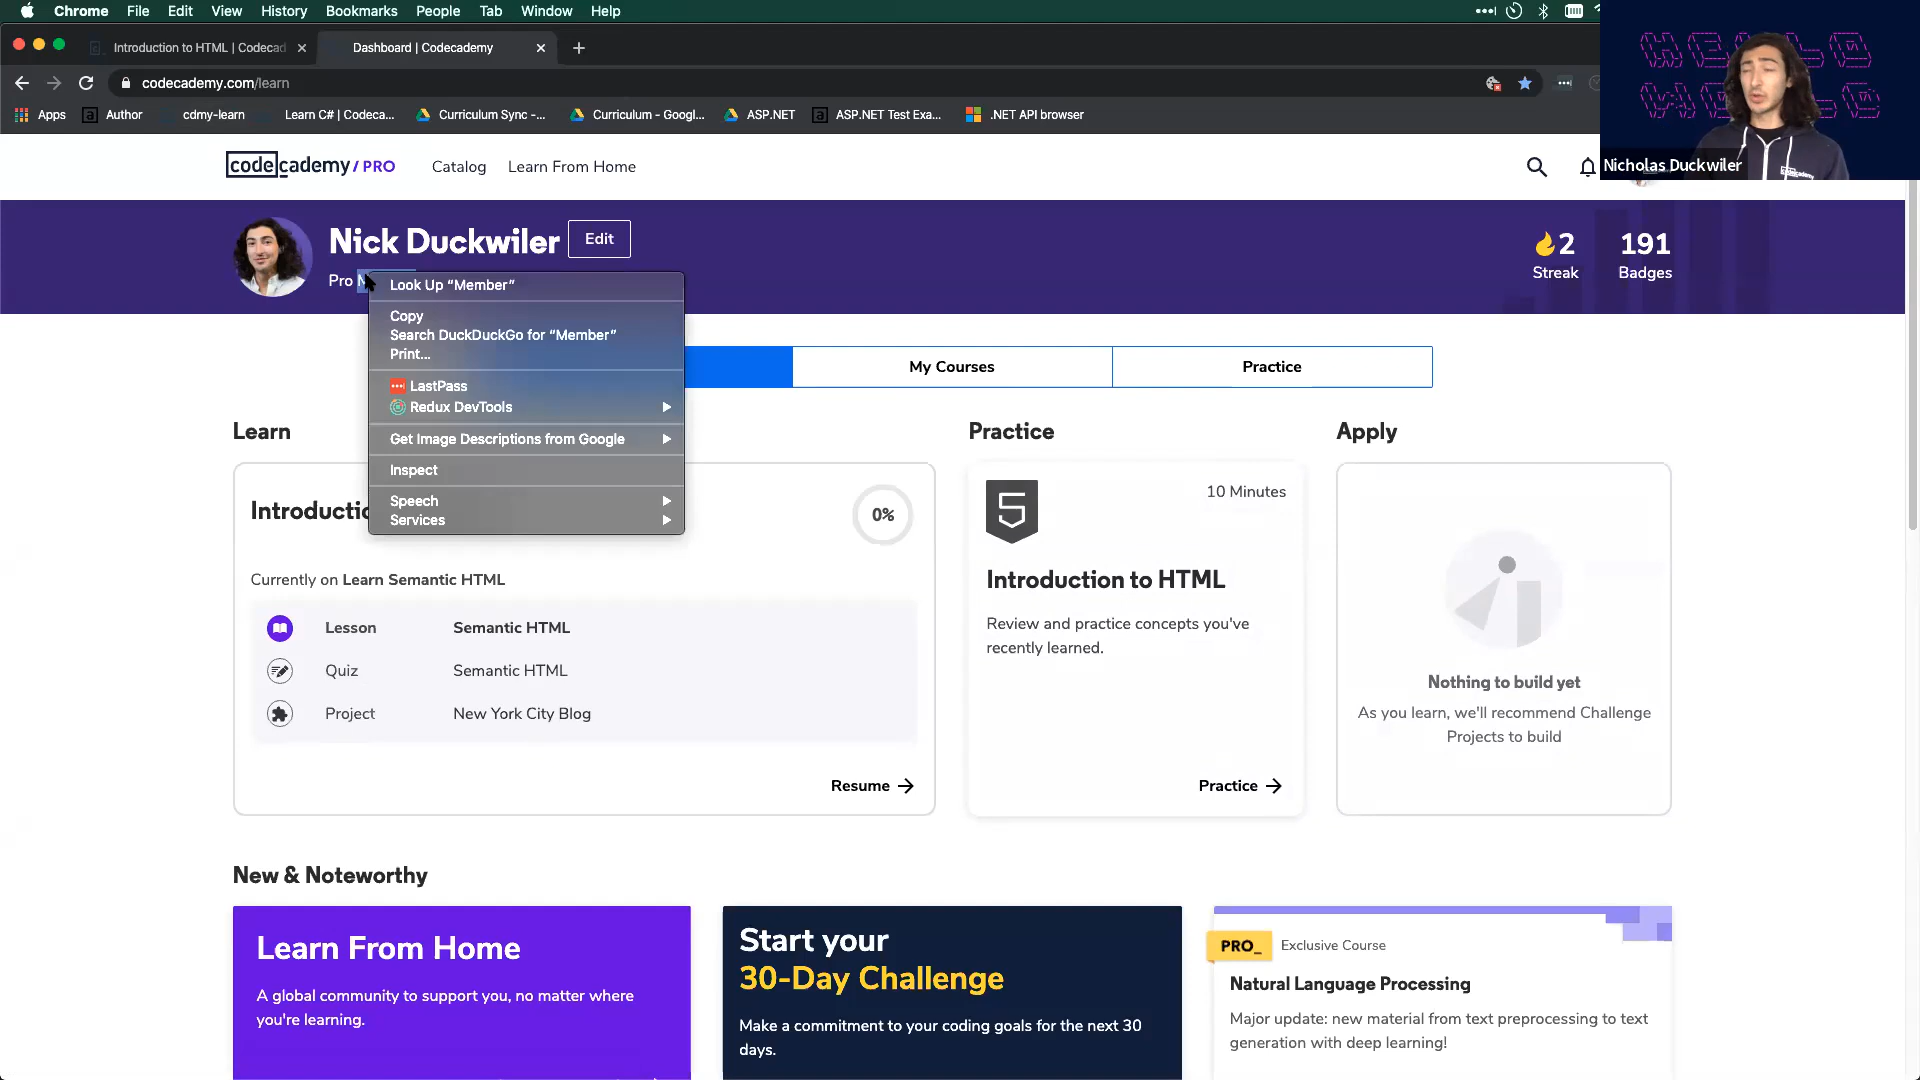 Chrome File Edit View History Bookmarks People Tab Window Help
Introduction to HTML | Codecad
Dashboard | Codecademy
codecademy.com/learn
Apps
Author
cdmy-learn
Learn C# | Codeca...
Curriculum Sync -...
Curriculum - Googl...
ASP.NET
ASP.NET Test Exa...
.NET API browser
Nicholas Duckwiler
codecademy / PRO
Catalog
Learn From Home
Nick Duckwiler
Edit
Pro
2
Streak
191
Badges
Look Up “Member”
Copy
Search DuckDuckGo for “Member”
Print...
LastPass
Redux DevTools
Get Image Descriptions from Google
Inspect
Speech
Services
My Courses
Practice
Learn
Introductio
0%
Currently on Learn Semantic HTML
Lesson Semantic HTML
Quiz Semantic HTML
Project New York City Blog
Resume
Practice
5
10 Minutes
Introduction to HTML
Review and practice concepts you've
recently learned.
Practice
Apply
Nothing to build yet
As you learn, we'll recommend Challenge
Projects to build
New & Noteworthy
Learn From Home
A global community to support you, no matter where
you're learning.
Start your
30-Day Challenge
Make a commitment to your coding goals for the next 30
days.
PRO_
Exclusive Course
Natural Language Processing
Major update: new material from text preprocessing to text
generation with deep learning!